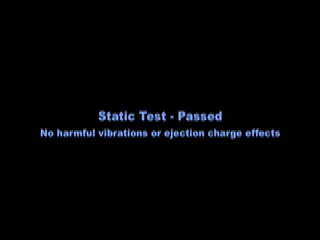 Static Test - Passed
No harmful vibrations or ejection charge effects